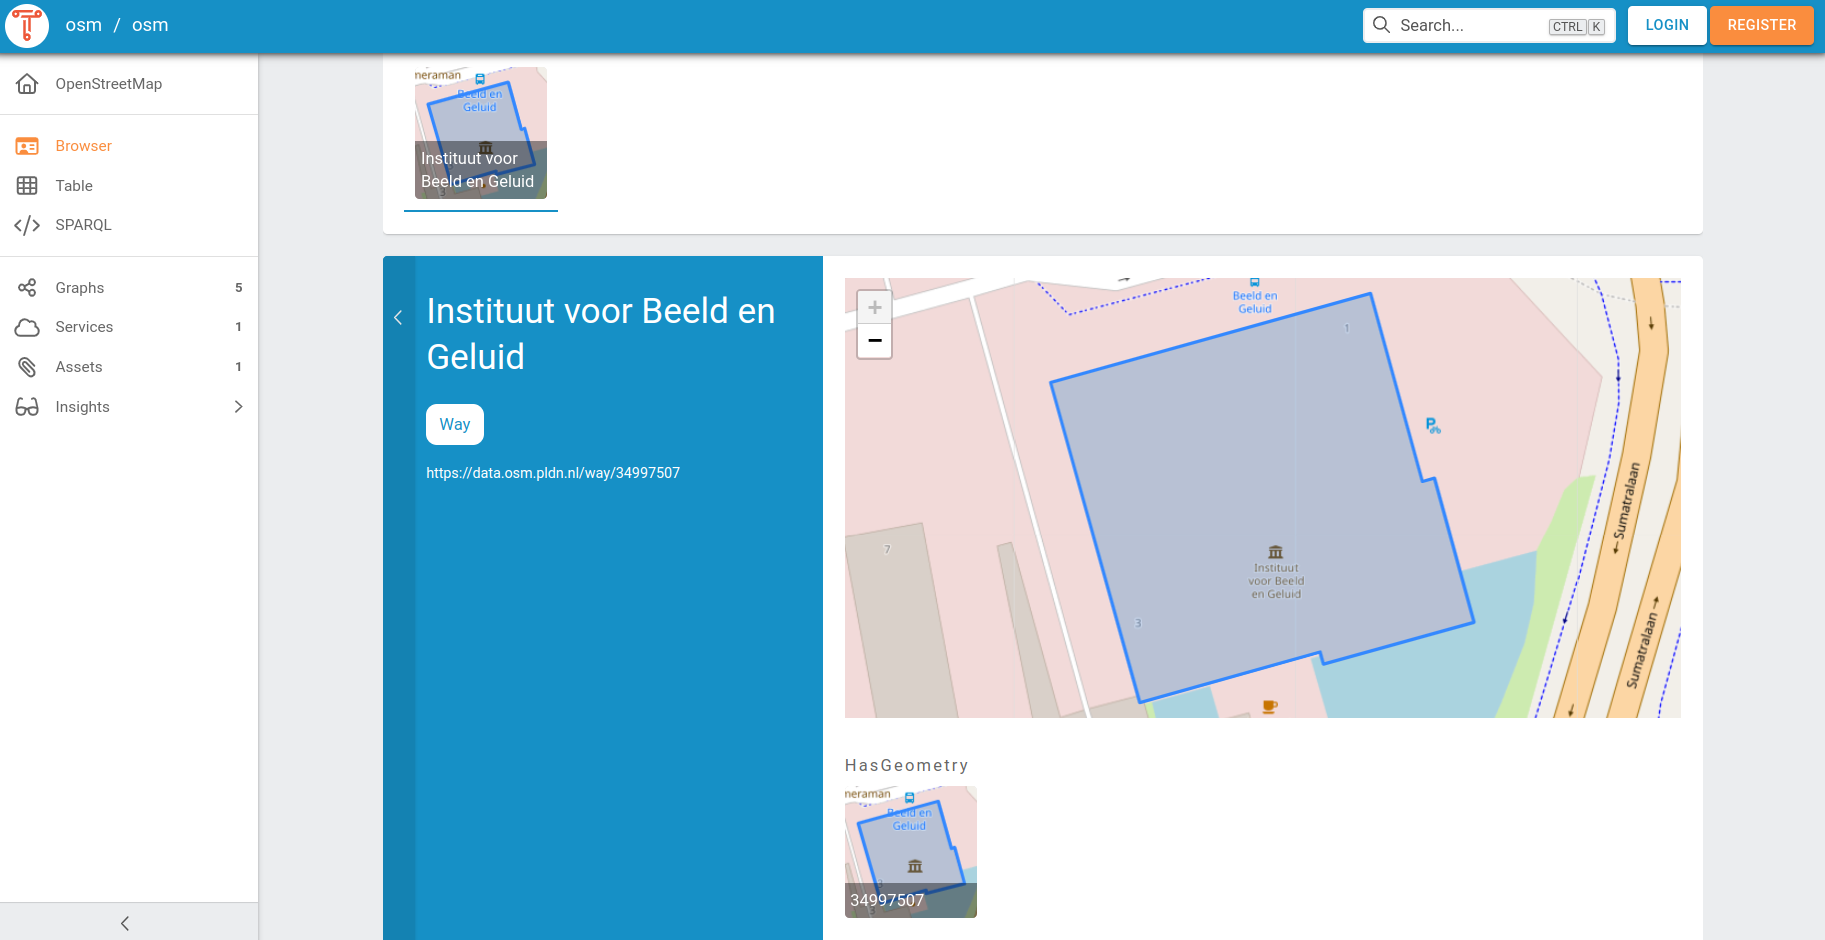 osm / osm
Search...
CTRL K
LOGIN
REGISTER
OpenStreetMap
Browser
Table
SPARQL
Graphs 5
Services 1
Assets 1
Insights
neraman
Beeld en
Geluid
Instituut voor
Beeld en Geluid
3
Instituut voor Beeld en
Geluid
Way
https://data.osm.pldn.nl/way/34997507
+
−
Beeld en
Geluid
1
P
7
Instituut
voor Beeld
en Geluid
3
← Sumatralaan
Sumatralaan →
HasGeometry
neraman
Beeld en
Geluid
34997507
3